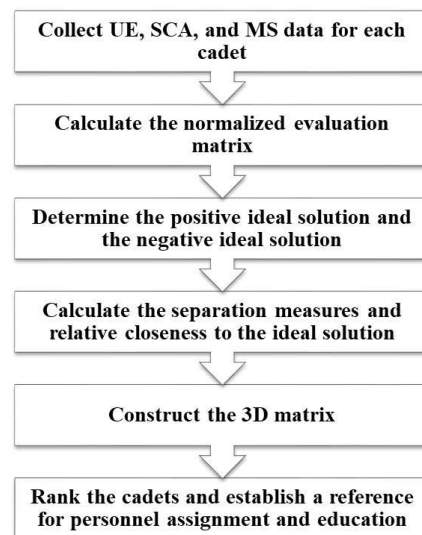 Collect UE, SCA, and MS data for each
cadet
Calculate the normalized evaluation
matrix
Determine the positive ideal solution and
the negative ideal solution
Calculate the separation measures and
relative closeness to the ideal solution
Construct the 3D matrix
Rank the cadets and establish a reference
for personnel assignment and education